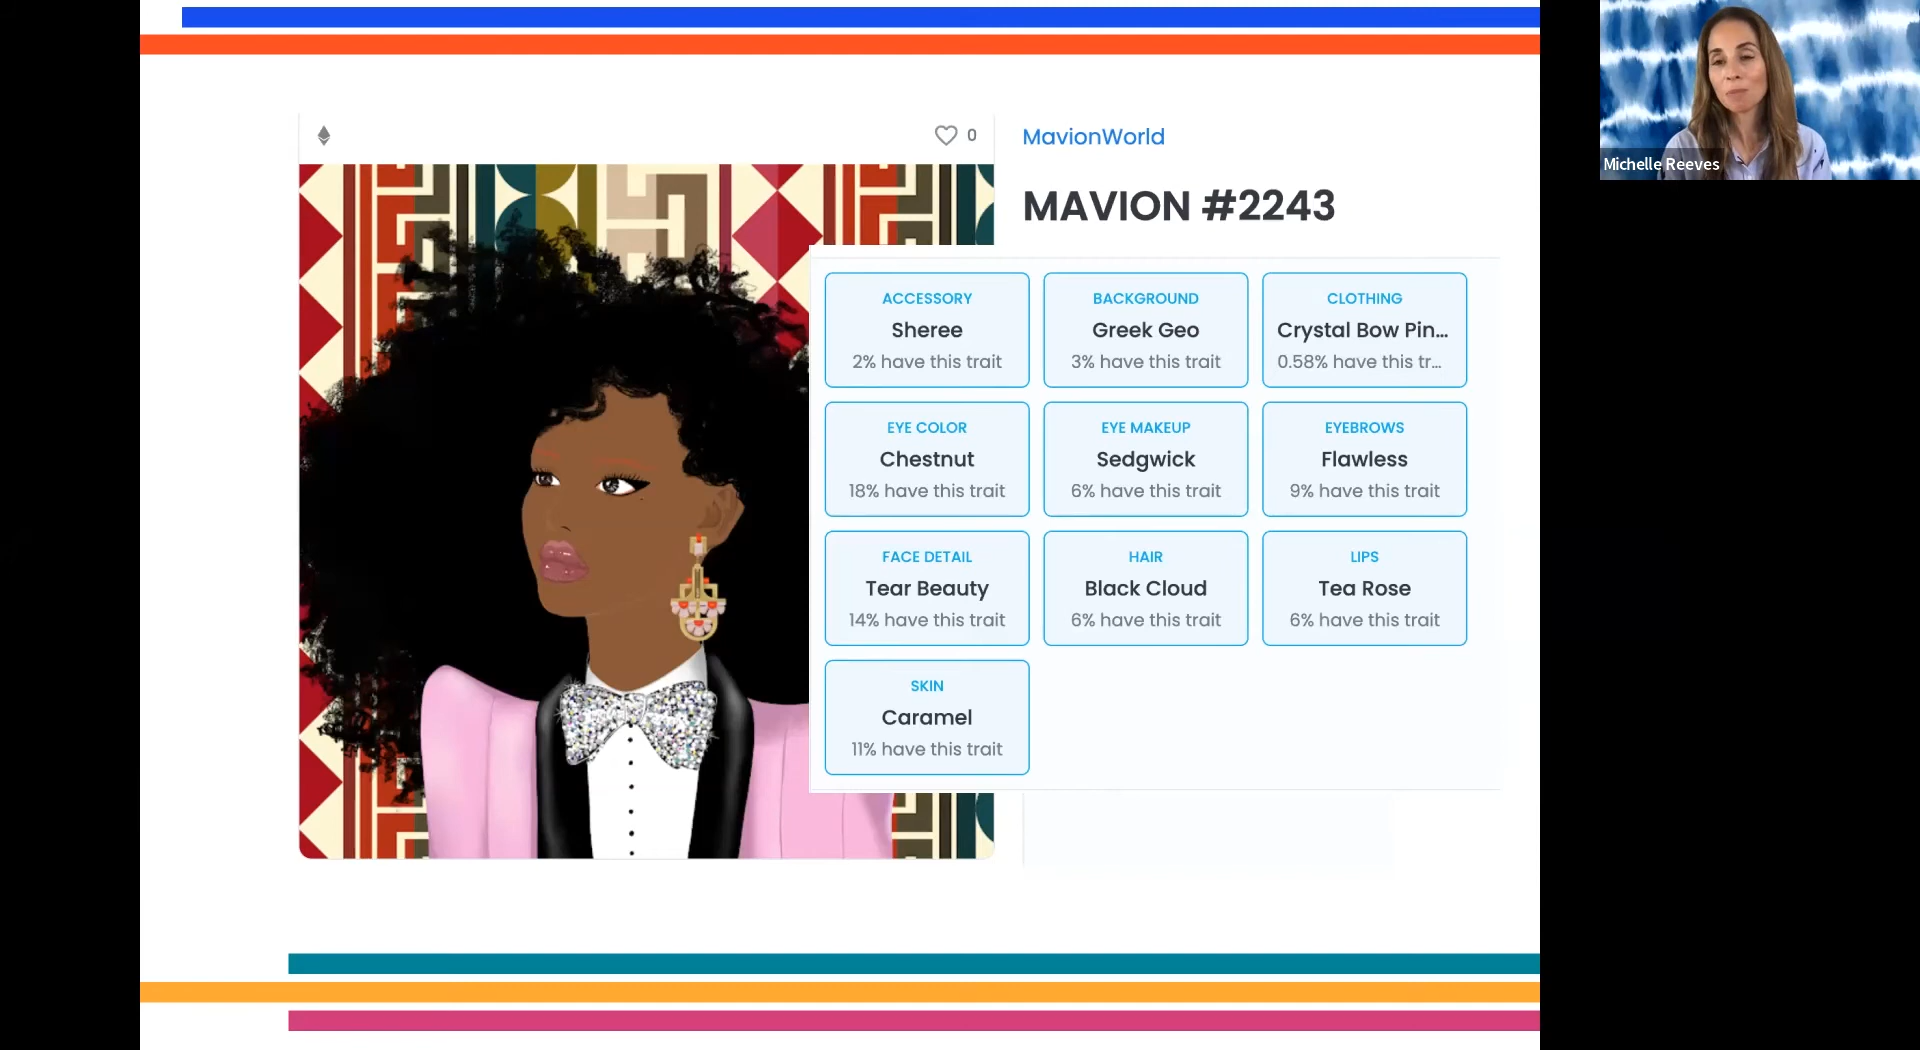 0
MavionWorld
MAVION #2243
ACCESSORY
Sheree
2% have this trait
BACKGROUND
Greek Geo
3% have this trait
CLOTHING
Crystal Bow Pin...
0.58% have this tr...
EYE COLOR
Chestnut
18% have this trait
EYE MAKEUP
Sedgwick
6% have this trait
EYEBROWS
Flawless
9% have this trait
FACE DETAIL
Tear Beauty
14% have this trait
HAIR
Black Cloud
6% have this trait
LIPS
Tea Rose
6% have this trait
SKIN
Caramel
11% have this trait
Michelle Reeves